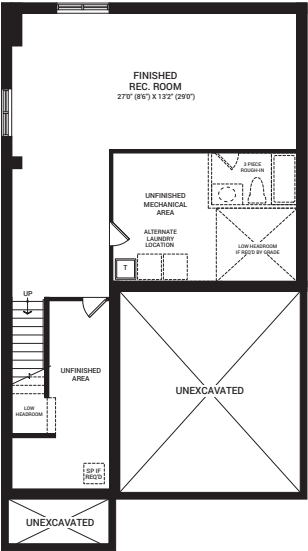 FINISHED
REC. ROOM
27'0" (8'6") X 13'2" (29'0")
3 PIECE
ROUGH-IN
UNFINISHED
MECHANICAL
AREA
ALTERNATE
LAUNDRY
LOCATION
LOW HEADROOM
IF REQ'D BY GRADE
T
UP
UNFINISHED
AREA
UNEXCAVATED
LOW
HEADROOM
SP IF
REQ'D
UNEXCAVATED